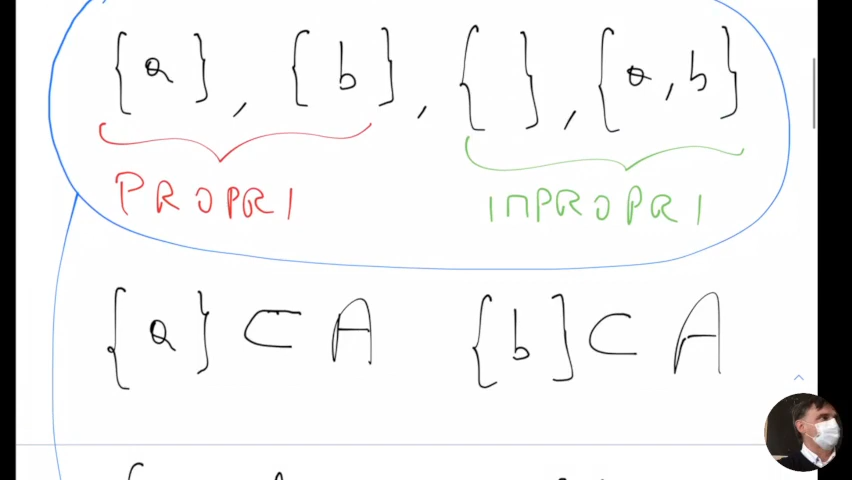 {a}, {b}, { }, {a,b}
PROPRI IMPROPRI
{a} ⊂ A {b} ⊂ A